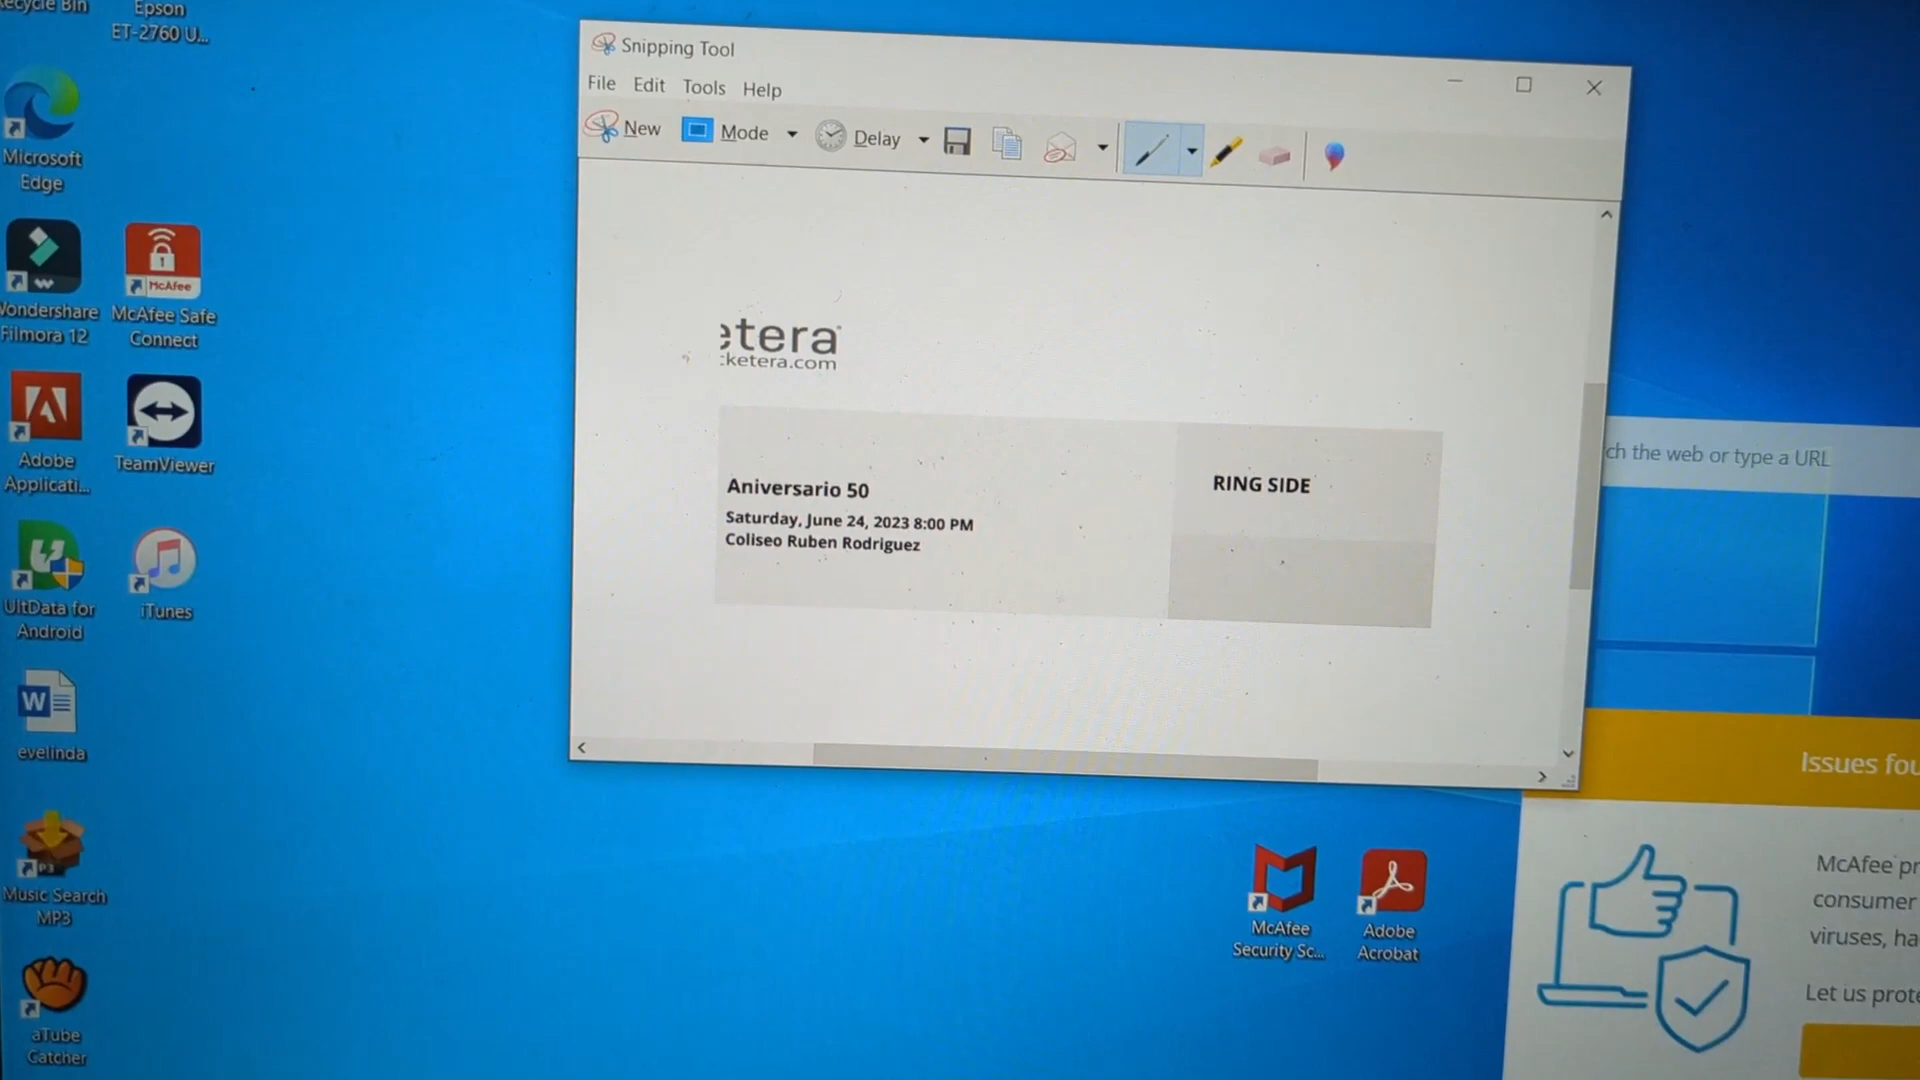 ecycle Bin
Epson
ET-2760 U...
Microsoft
Edge
Wondershare
Filmora 12
McAfee
McAfee Safe
Connect
Adobe
Applicati...
TeamViewer
UltData for
Android
iTunes
W
evelinda
Music Search
MP3
aTube
Catcher
Snipping Tool
File Edit Tools Help
New Mode Delay
etera
ketera.com
Aniversario 50
Saturday, June 24, 2023 8:00 PM
Coliseo Ruben Rodriguez
RING SIDE
ch the web or type a URL
Issues fou
McAfee pr
consumer
viruses, ha
Let us prote
McAfee
Security Sc...
Adobe
Acrobat